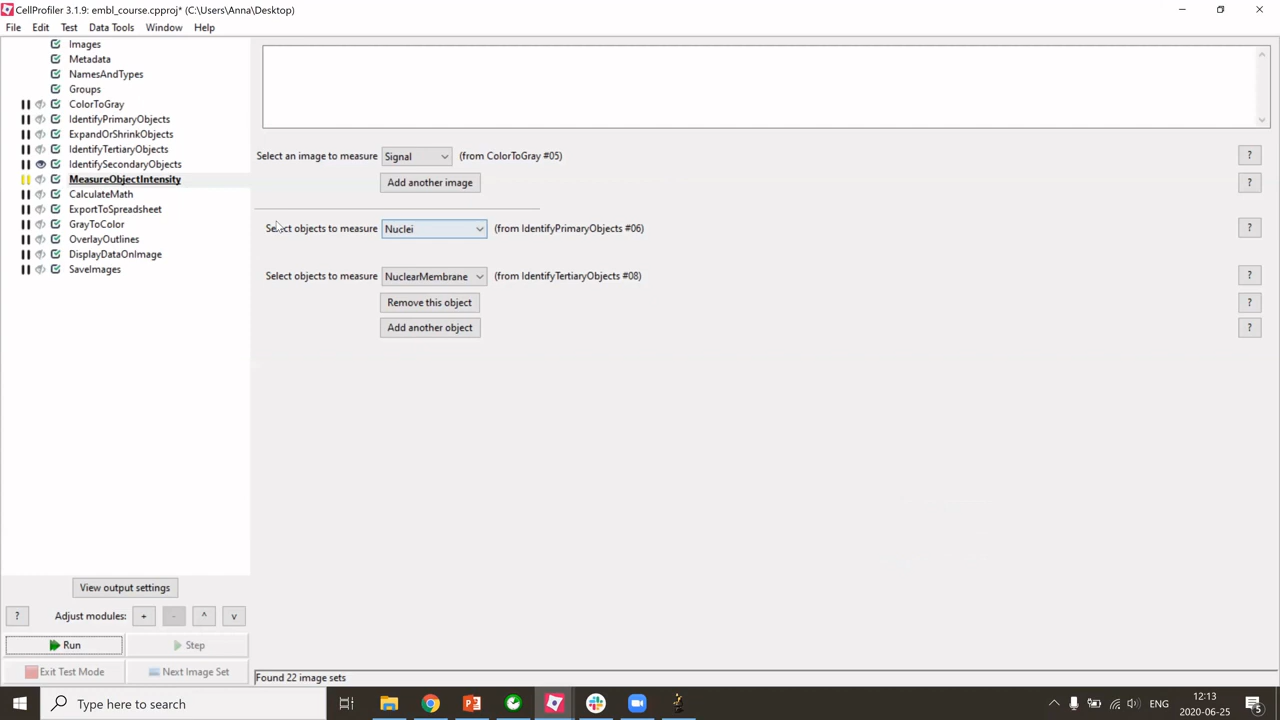 CellProfiler 3.1.9: embl_course.cpproj* (C:\Users\Anna\Desktop)
File Edit Test Data Tools Window Help
Images
Metadata
NamesAndTypes
Groups
ColorToGray
IdentifyPrimaryObjects
ExpandOrShrinkObjects
IdentifyTertiaryObjects
IdentifySecondaryObjects
MeasureObjectIntensity
CalculateMath
ExportToSpreadsheet
GrayToColor
OverlayOutlines
DisplayDataOnImage
SaveImages
Select an image to measure Signal (from ColorToGray #05) ?
Add another image ?
Select objects to measure Nuclei (from IdentifyPrimaryObjects #06) ?
Select objects to measure NuclearMembrane (from IdentifyTertiaryObjects #08) ?
Remove this object ?
Add another object ?
View output settings
? Adjust modules: + - ^ v
Run Step
Exit Test Mode Next Image Set
Found 22 image sets
Type here to search
ENG
12:13
2020-06-25
5